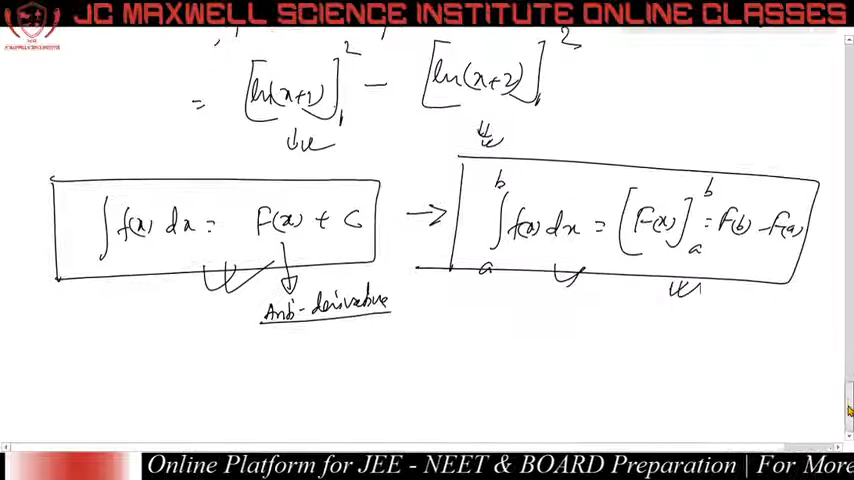 JC MAXWELL SCIENCE INSTITUTE ONLINE CLASSES
= [ln(x+1)]₁² − [ln(x+2)]₁²
∫ f(x) dx = F(x) + C → ∫ₐᵇ f(x) dx = [F(x)]ₐᵇ = F(b) − F(a)
Anti-derivative
Online Platform for JEE - NEET & BOARD Preparation | For More